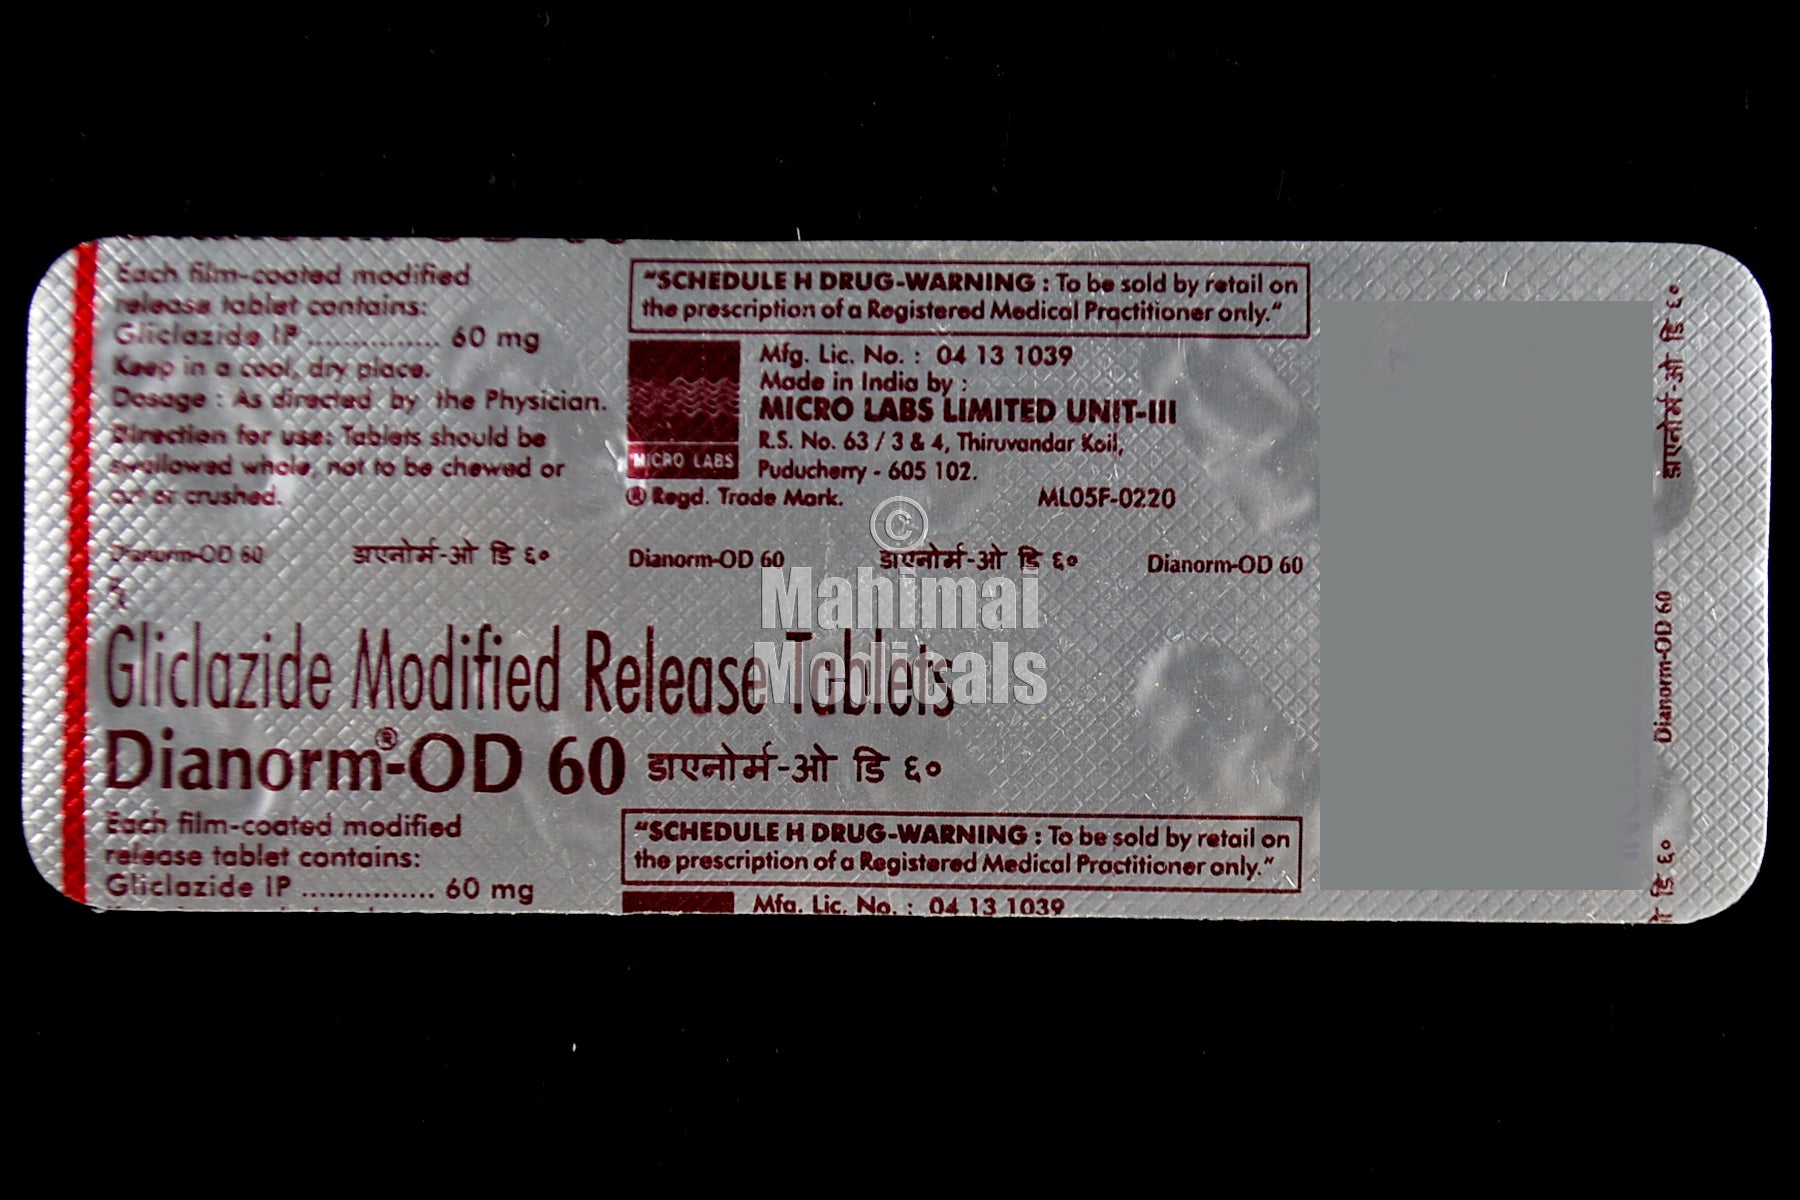 Each film-coated modified
release tablet contains:
Gliclazide IP ............... 60 mg
Keep in a cool, dry place.
Dosage : As directed by the Physician.
Direction for use: Tablets should be
swallowed whole, not to be chewed or
cut or crushed.
"SCHEDULE H DRUG-WARNING : To be sold by retail on
the prescription of a Registered Medical Practitioner only."
MICRO LABS
Mfg. Lic. No. : 04 13 1039
Made in India by :
MICRO LABS LIMITED UNIT-III
R.S. No. 63 / 3 & 4, Thiruvandar Koil,
Puducherry - 605 102.
® Regd. Trade Mark. ML05F-0220
Dianorm-OD 60 डाएनोर्म-ओ डि ६० Dianorm-OD 60 डाएनोर्म-ओ डि ६० Dianorm-OD 60
©
Mahimai
Medicals
Gliclazide Modified Release Tablets
Dianorm®-OD 60 डाएनोर्म-ओ डि ६०
Each film-coated modified
release tablet contains:
Gliclazide IP ............... 60 mg
"SCHEDULE H DRUG-WARNING : To be sold by retail on
the prescription of a Registered Medical Practitioner only."
Mfg. Lic. No. : 04 13 1039
डाएनोर्म-ओ डि ६०
Dianorm-OD 60
डि ६०